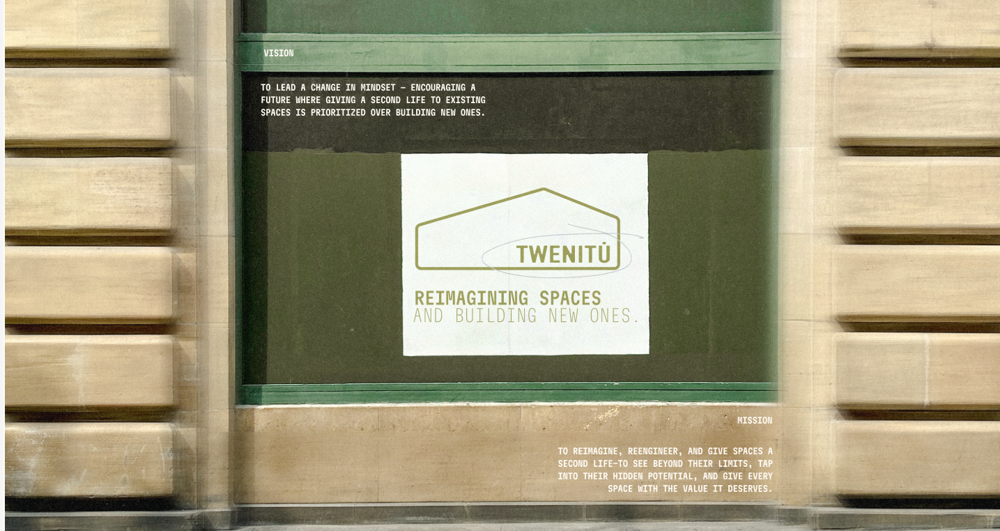 VISION
TO LEAD A CHANGE IN MINDSET – ENCOURAGING A
FUTURE WHERE GIVING A SECOND LIFE TO EXISTING
SPACES IS PRIORITIZED OVER BUILDING NEW ONES.
TWENITÚ
REIMAGINING SPACES
AND BUILDING NEW ONES.
MISSION
TO REIMAGINE, REENGINEER, AND GIVE SPACES A
SECOND LIFE—TO SEE BEYOND THEIR LIMITS, TAP
INTO THEIR HIDDEN POTENTIAL, AND GIVE EVERY
SPACE WITH THE VALUE IT DESERVES.